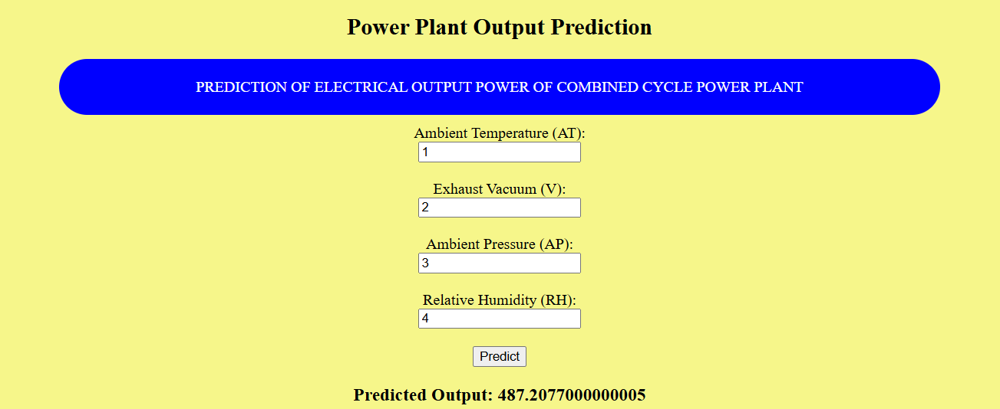 Power Plant Output Prediction
PREDICTION OF ELECTRICAL OUTPUT POWER OF COMBINED CYCLE POWER PLANT
Ambient Temperature (AT):
1
Exhaust Vacuum (V):
2
Ambient Pressure (AP):
3
Relative Humidity (RH):
4
Predict
Predicted Output: 487.2077000000005